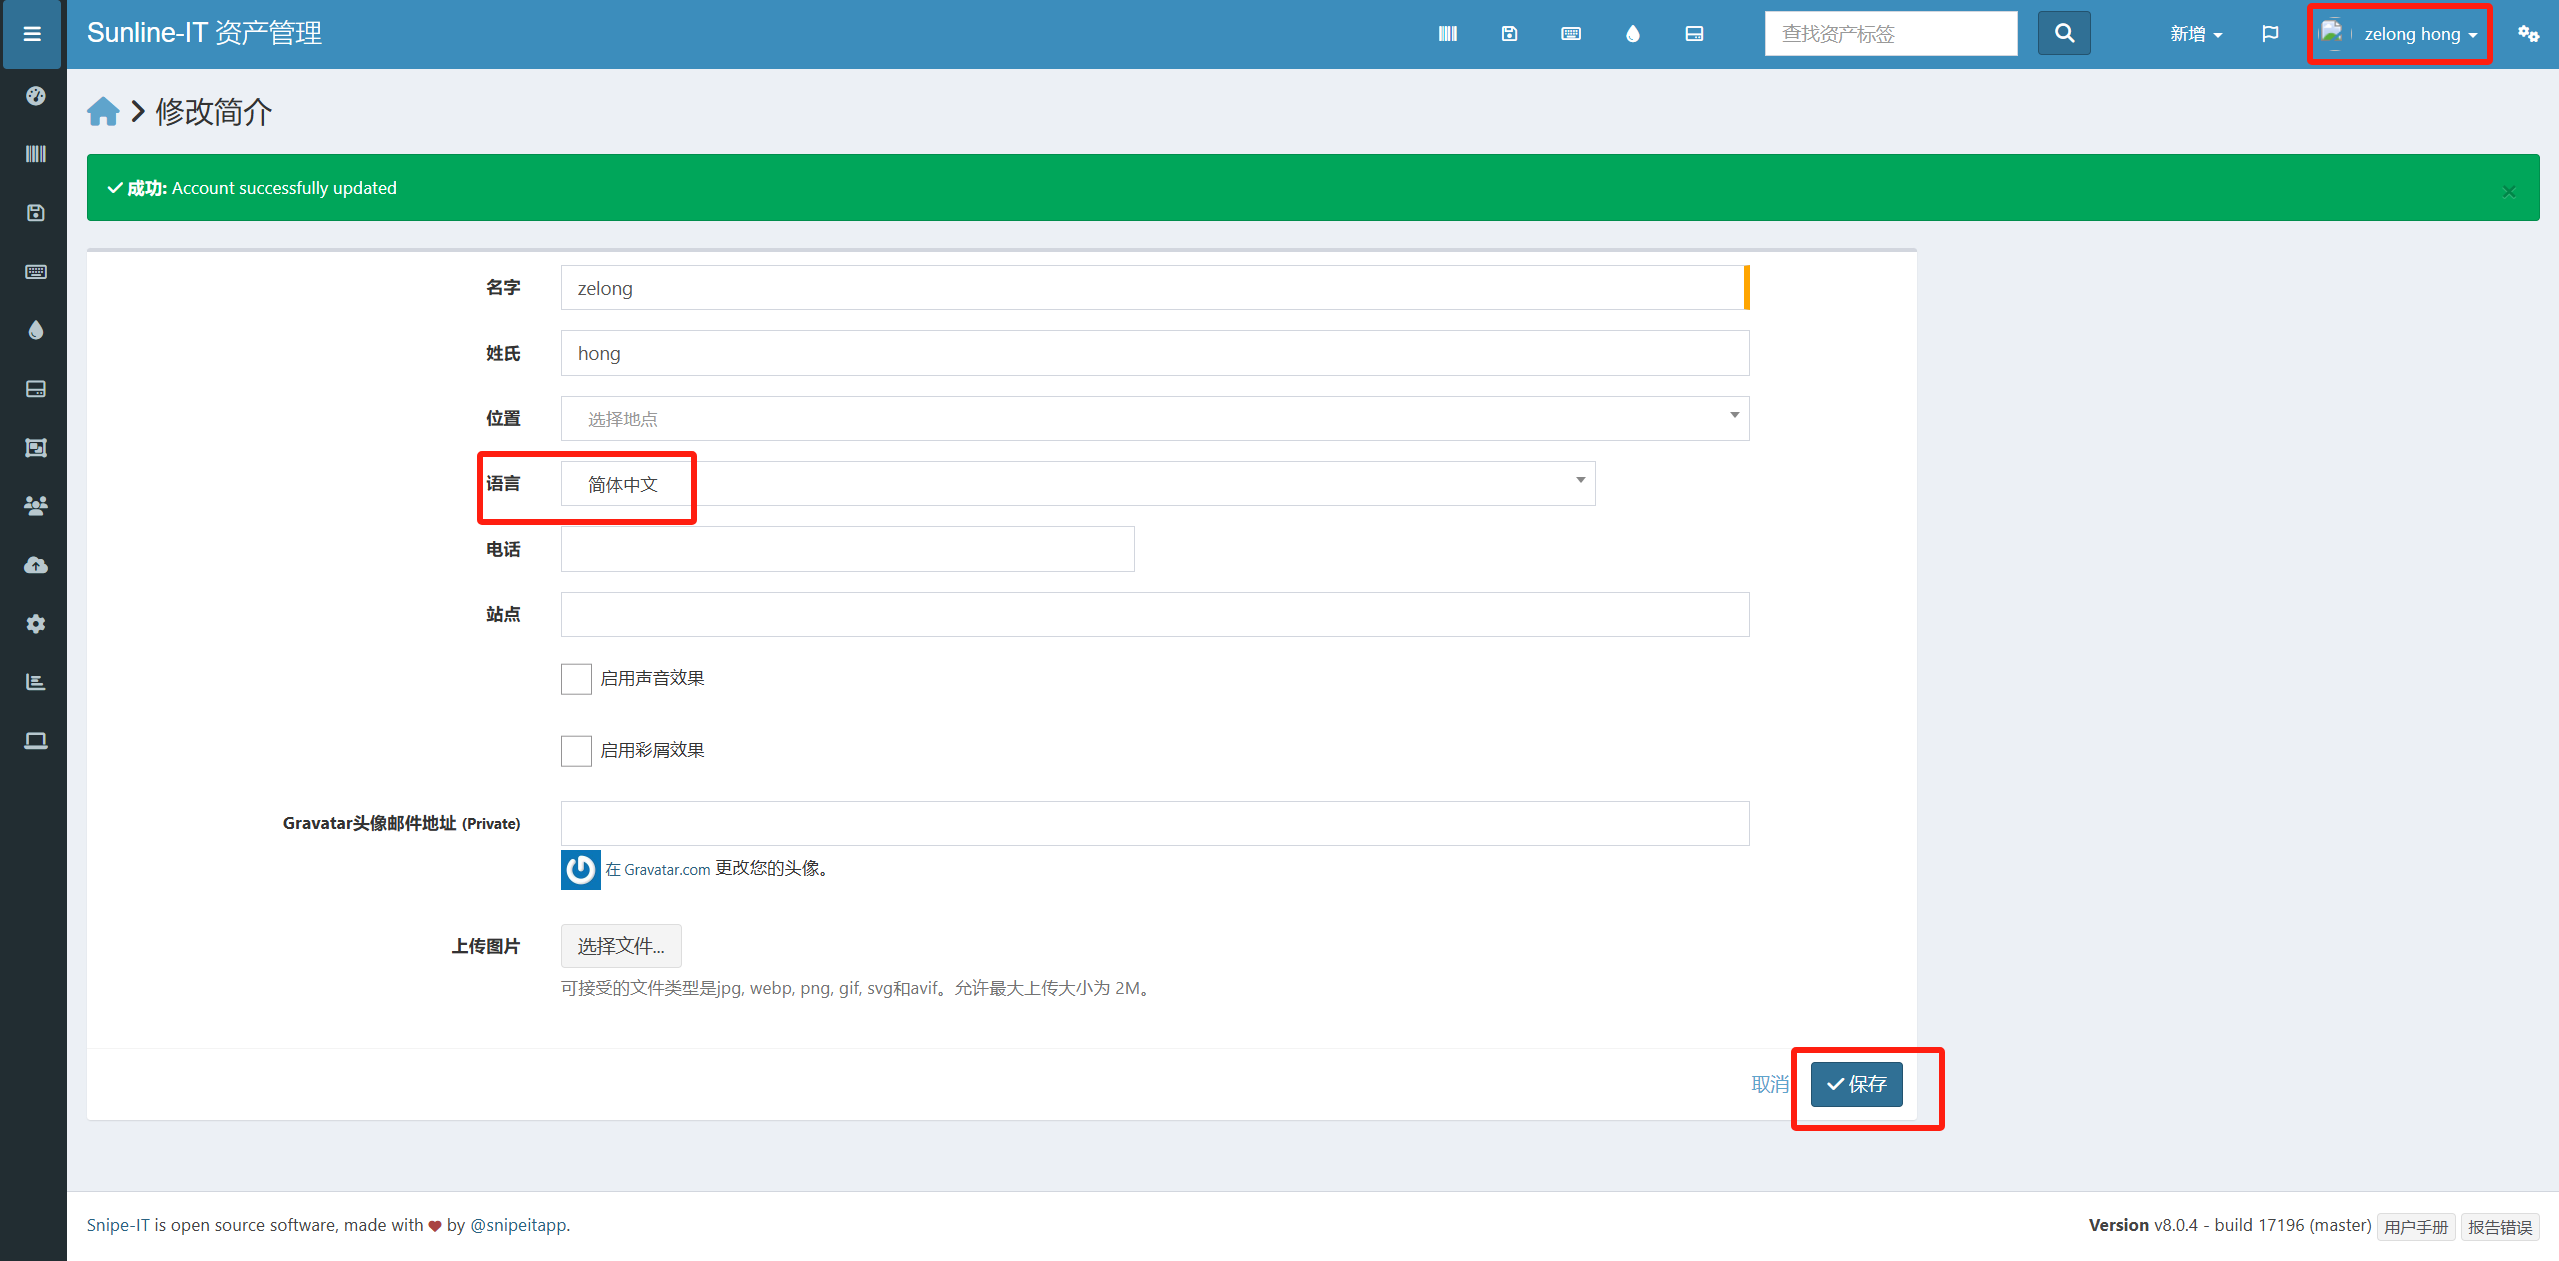 Sunline-IT 资产管理
查找资产标签
新增
zelong hong
修改简介
成功: Account successfully updated
×
名字
zelong
姓氏
hong
位置
选择地点
语言
简体中文
电话
站点
启用声音效果
启用彩屑效果
Gravatar头像邮件地址 (Private)
在 Gravatar.com 更改您的头像。
上传图片
选择文件...
可接受的文件类型是jpg, webp, png, gif, svg和avif。允许最大上传大小为 2M。
取消
保存
Snipe-IT is open source software, made with ❤ by @snipeitapp.
Version v8.0.4 - build 17196 (master) 用户手册 报告错误